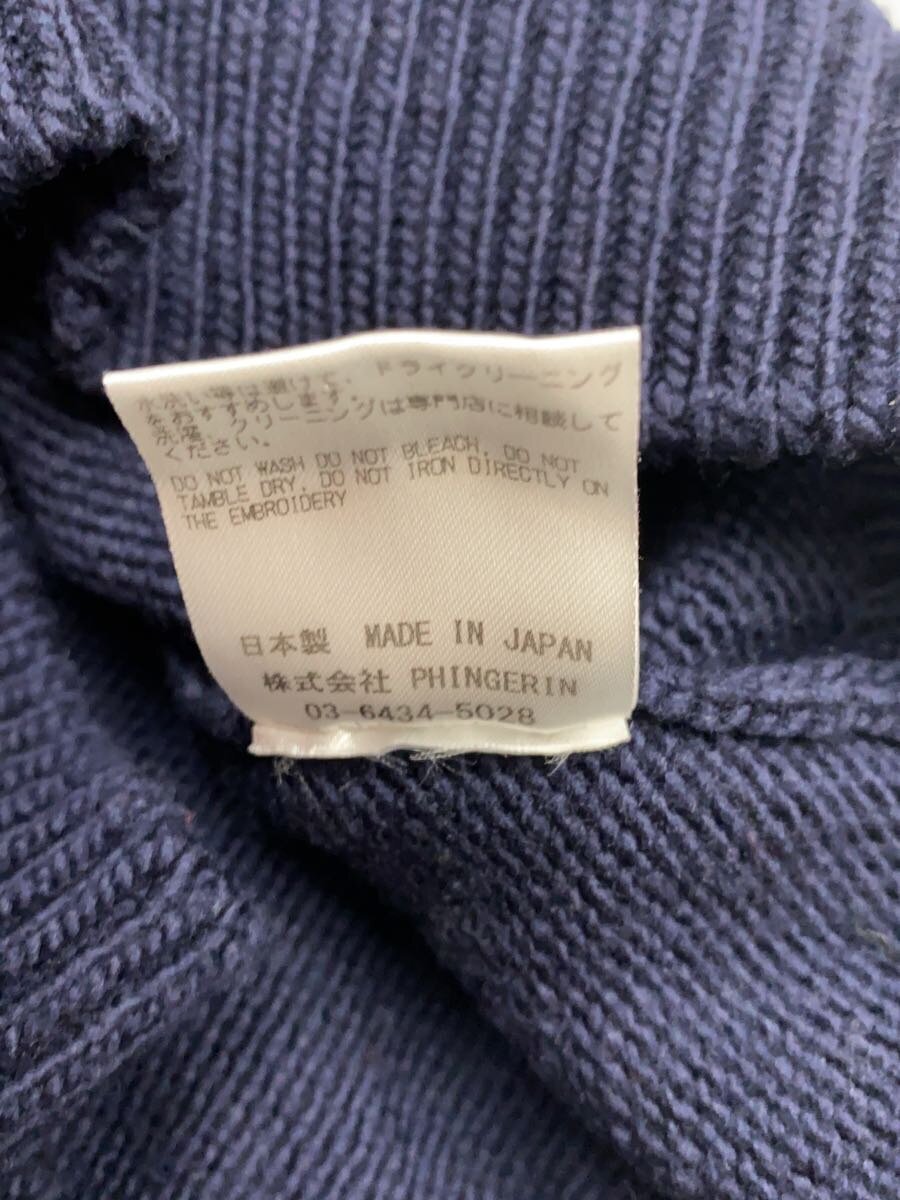 水洗い等は避けて、ドライクリーニング
をおすすめします。
洗濯、クリーニングは専門店に相談して
ください。
DO NOT WASH DO NOT BLEACH, DO NOT
TAMBLE DRY, DO NOT IRON DIRECTLY ON
THE EMBROIDERY
日本製 MADE IN JAPAN
株式会社 PHINGERIN
03-6434-5028